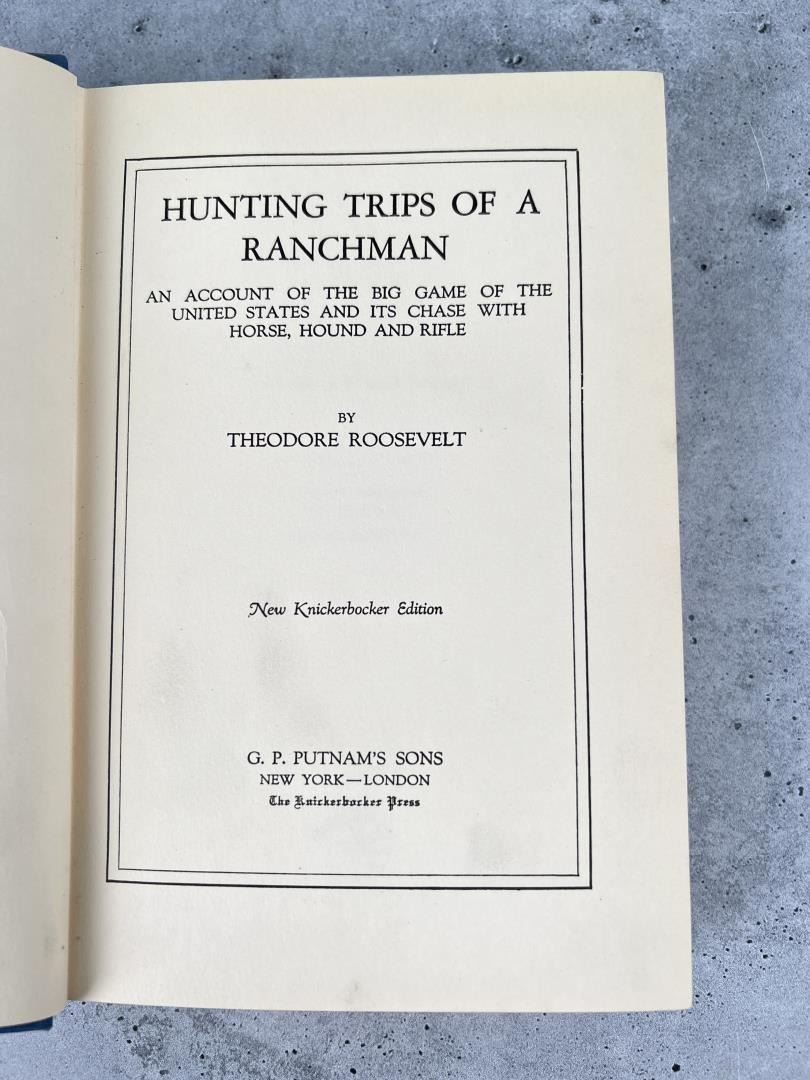 HUNTING TRIPS OF A
RANCHMAN
AN ACCOUNT OF THE BIG GAME OF THE
UNITED STATES AND ITS CHASE WITH
HORSE, HOUND AND RIFLE
BY
THEODORE ROOSEVELT
New Knickerbocker Edition
G. P. PUTNAM'S SONS
NEW YORK—LONDON
The Knickerbocker Press